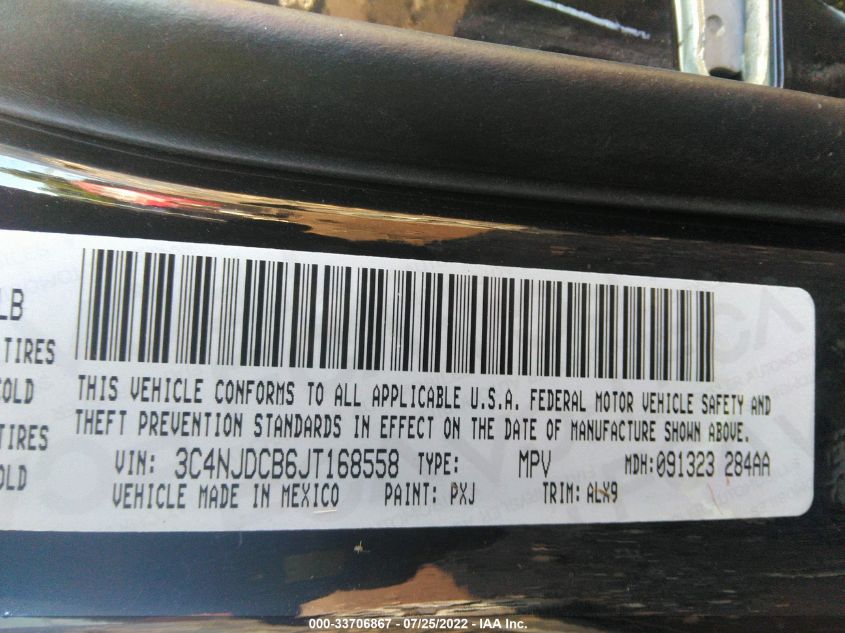 LB
TIRES
COLD
TIRES
OLD
THIS VEHICLE CONFORMS TO ALL APPLICABLE U.S.A. FEDERAL MOTOR VEHICLE SAFETY AND
THEFT PREVENTION STANDARDS IN EFFECT ON THE DATE OF MANUFACTURE SHOWN ABOVE.
VIN: 3C4NJDCB6JT168558 TYPE: MPV MDH: 091323 284AA
VEHICLE MADE IN MEXICO PAINT: PXJ TRIM: ALX9
000-33706867 - 07/25/2022 - IAA Inc.